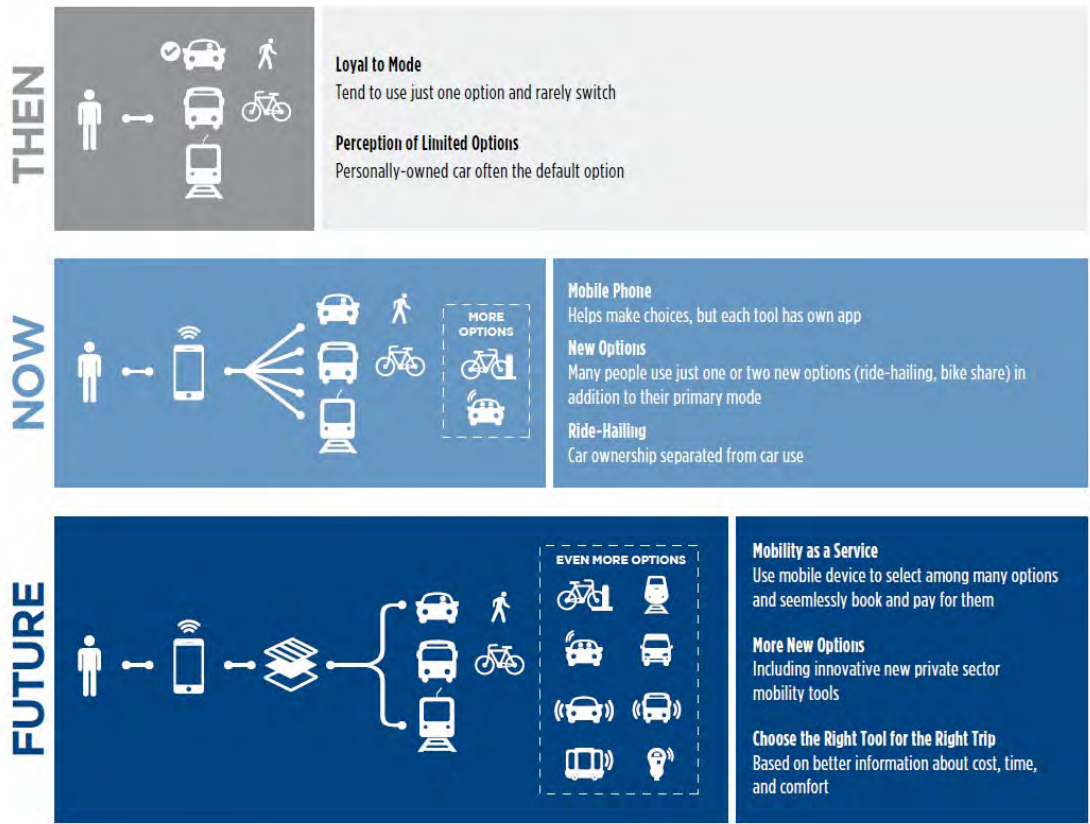 THEN
Loyal to Mode
Tend to use just one option and rarely switch
Perception of Limited Options
Personally-owned car often the default option
NOW
MORE
OPTIONS
Mobile Phone
Helps make choices, but each tool has own app
New Options
Many people use just one or two new options (ride-hailing, bike share) in
addition to their primary mode
Ride-Hailing
Car ownership separated from car use
FUTURE
EVEN MORE OPTIONS
Mobility as a Service
Use mobile device to select among many options
and seemlessly book and pay for them
More New Options
Including innovative new private sector
mobility tools
Choose the Right Tool for the Right Trip
Based on better information about cost, time,
and comfort